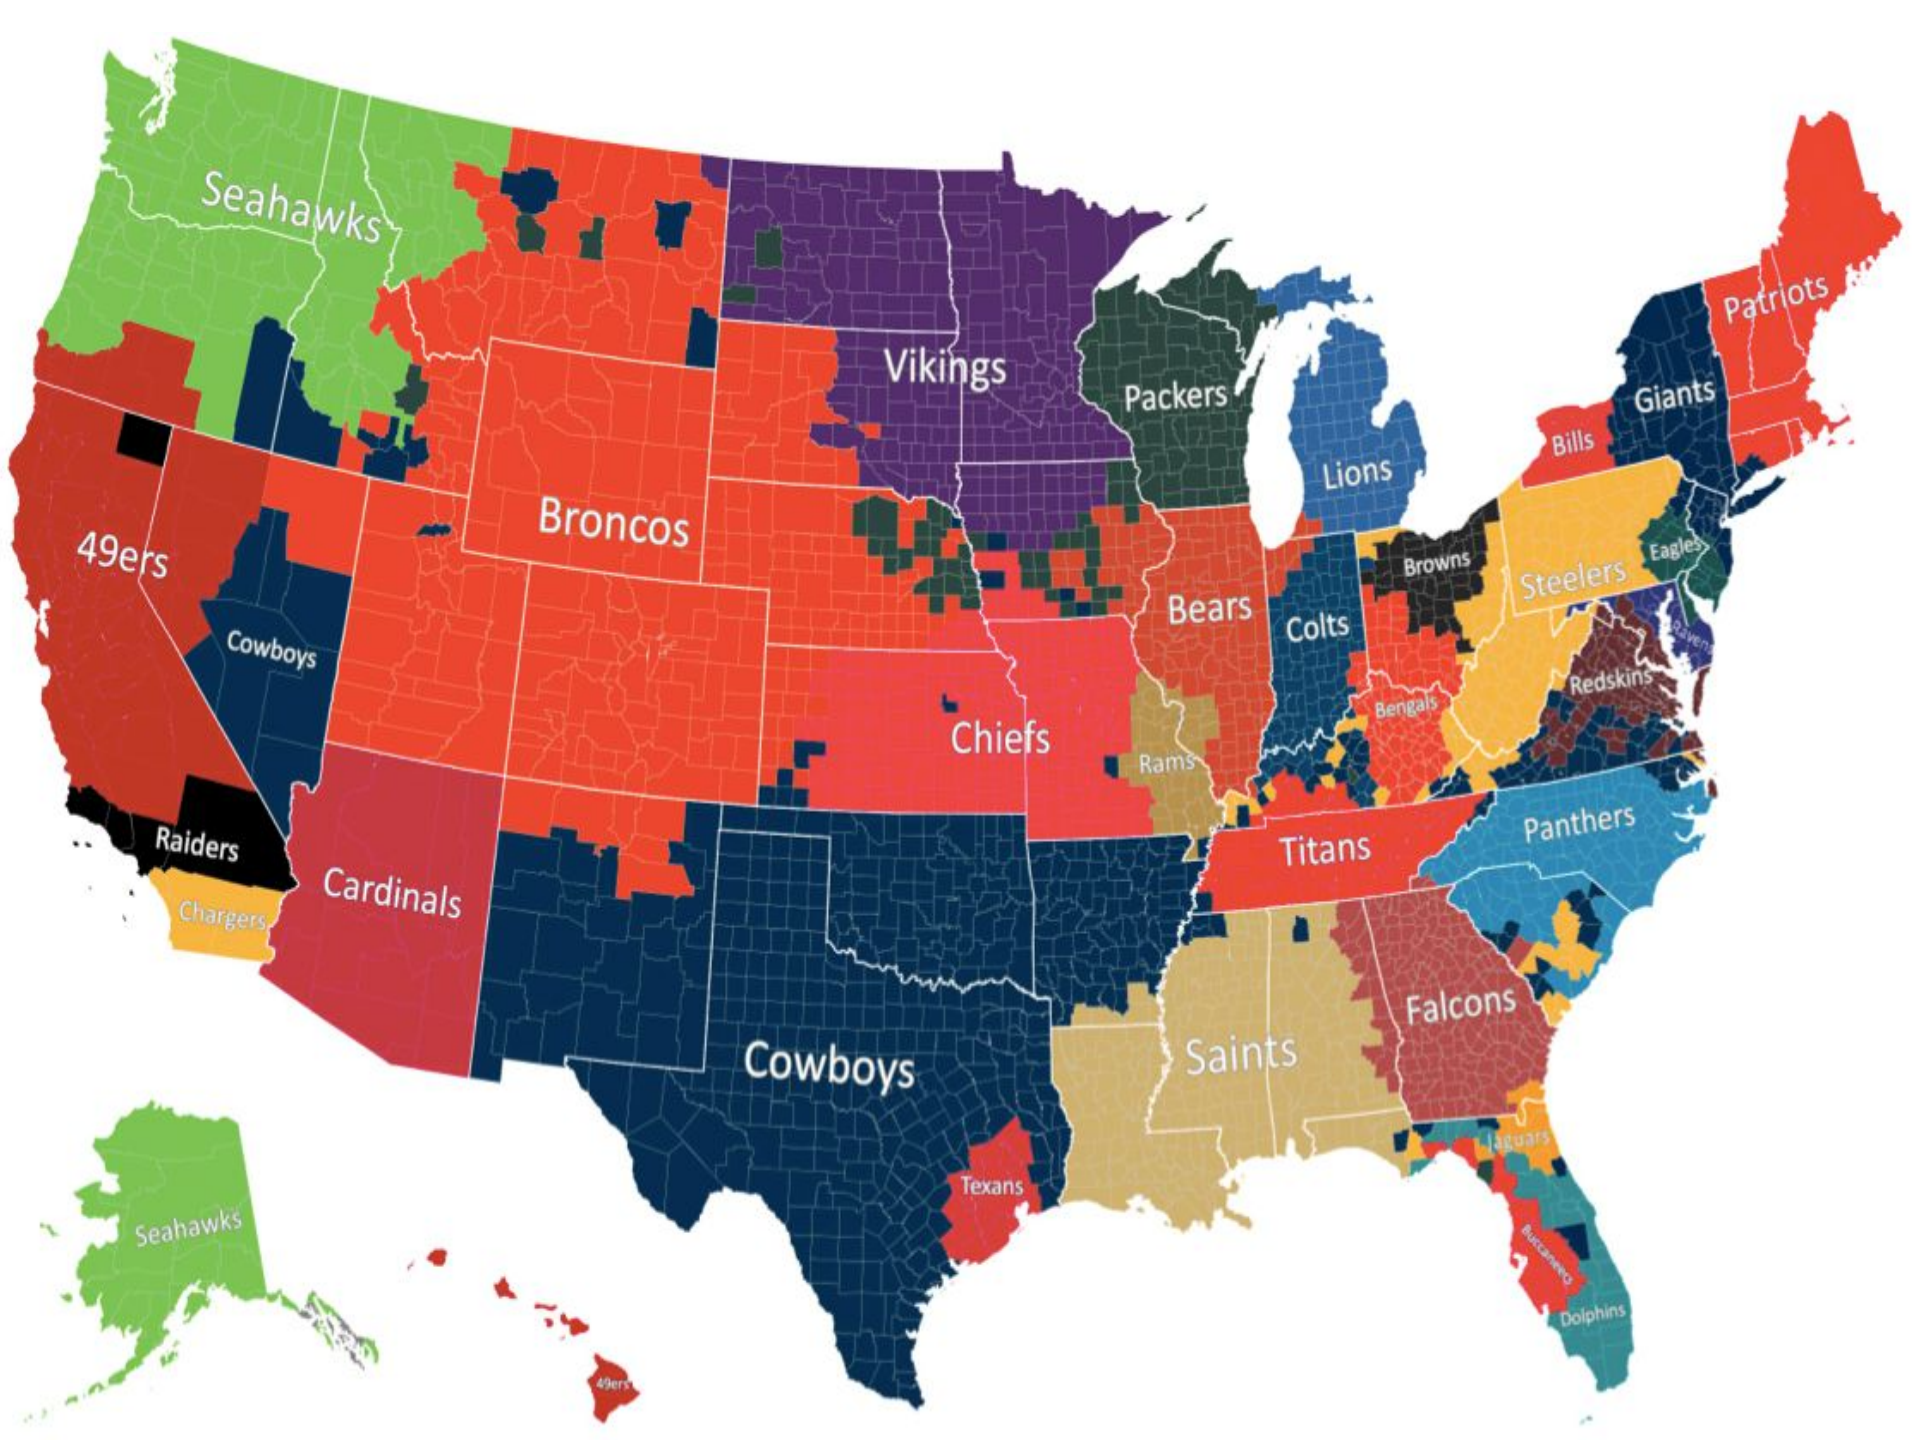 Seahawks
Vikings
Packers
Lions
Patriots
Giants
Bills
49ers
Broncos
Cowboys
Bears
Colts
Browns
Steelers
Eagles
Ravens
Redskins
Bengals
Chiefs
Rams
Raiders
Chargers
Cardinals
Titans
Panthers
Cowboys
Saints
Falcons
Texans
Jaguars
Buccaneers
Dolphins
Seahawks
49ers